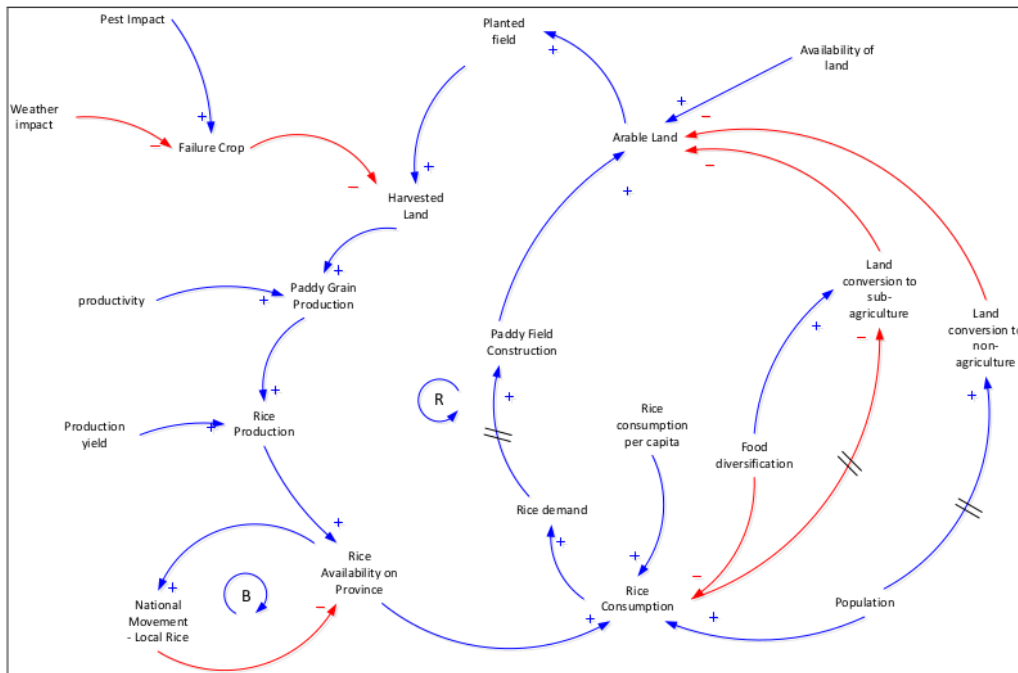 Pest Impact
Planted
field
Availability of
land
+
+
Weather
impact
+
−
+
−
Failure Crop
Arable Land
−
+
−
+
Harvested
Land
+
Land
conversion to sub-
agriculture
Paddy Grain
Production
productivity
+
Land
conversion to
non-
agriculture
+
−
Paddy Field
Construction
+
R
+
+
Rice
consumption
per capita
Rice
Production
Production
yield
+
Food
diversification
Rice demand
+
+
+
Rice
Availability on
Province
−
+
B
−
Rice
Consumption
National
Movement
- Local Rice
Population
+
+